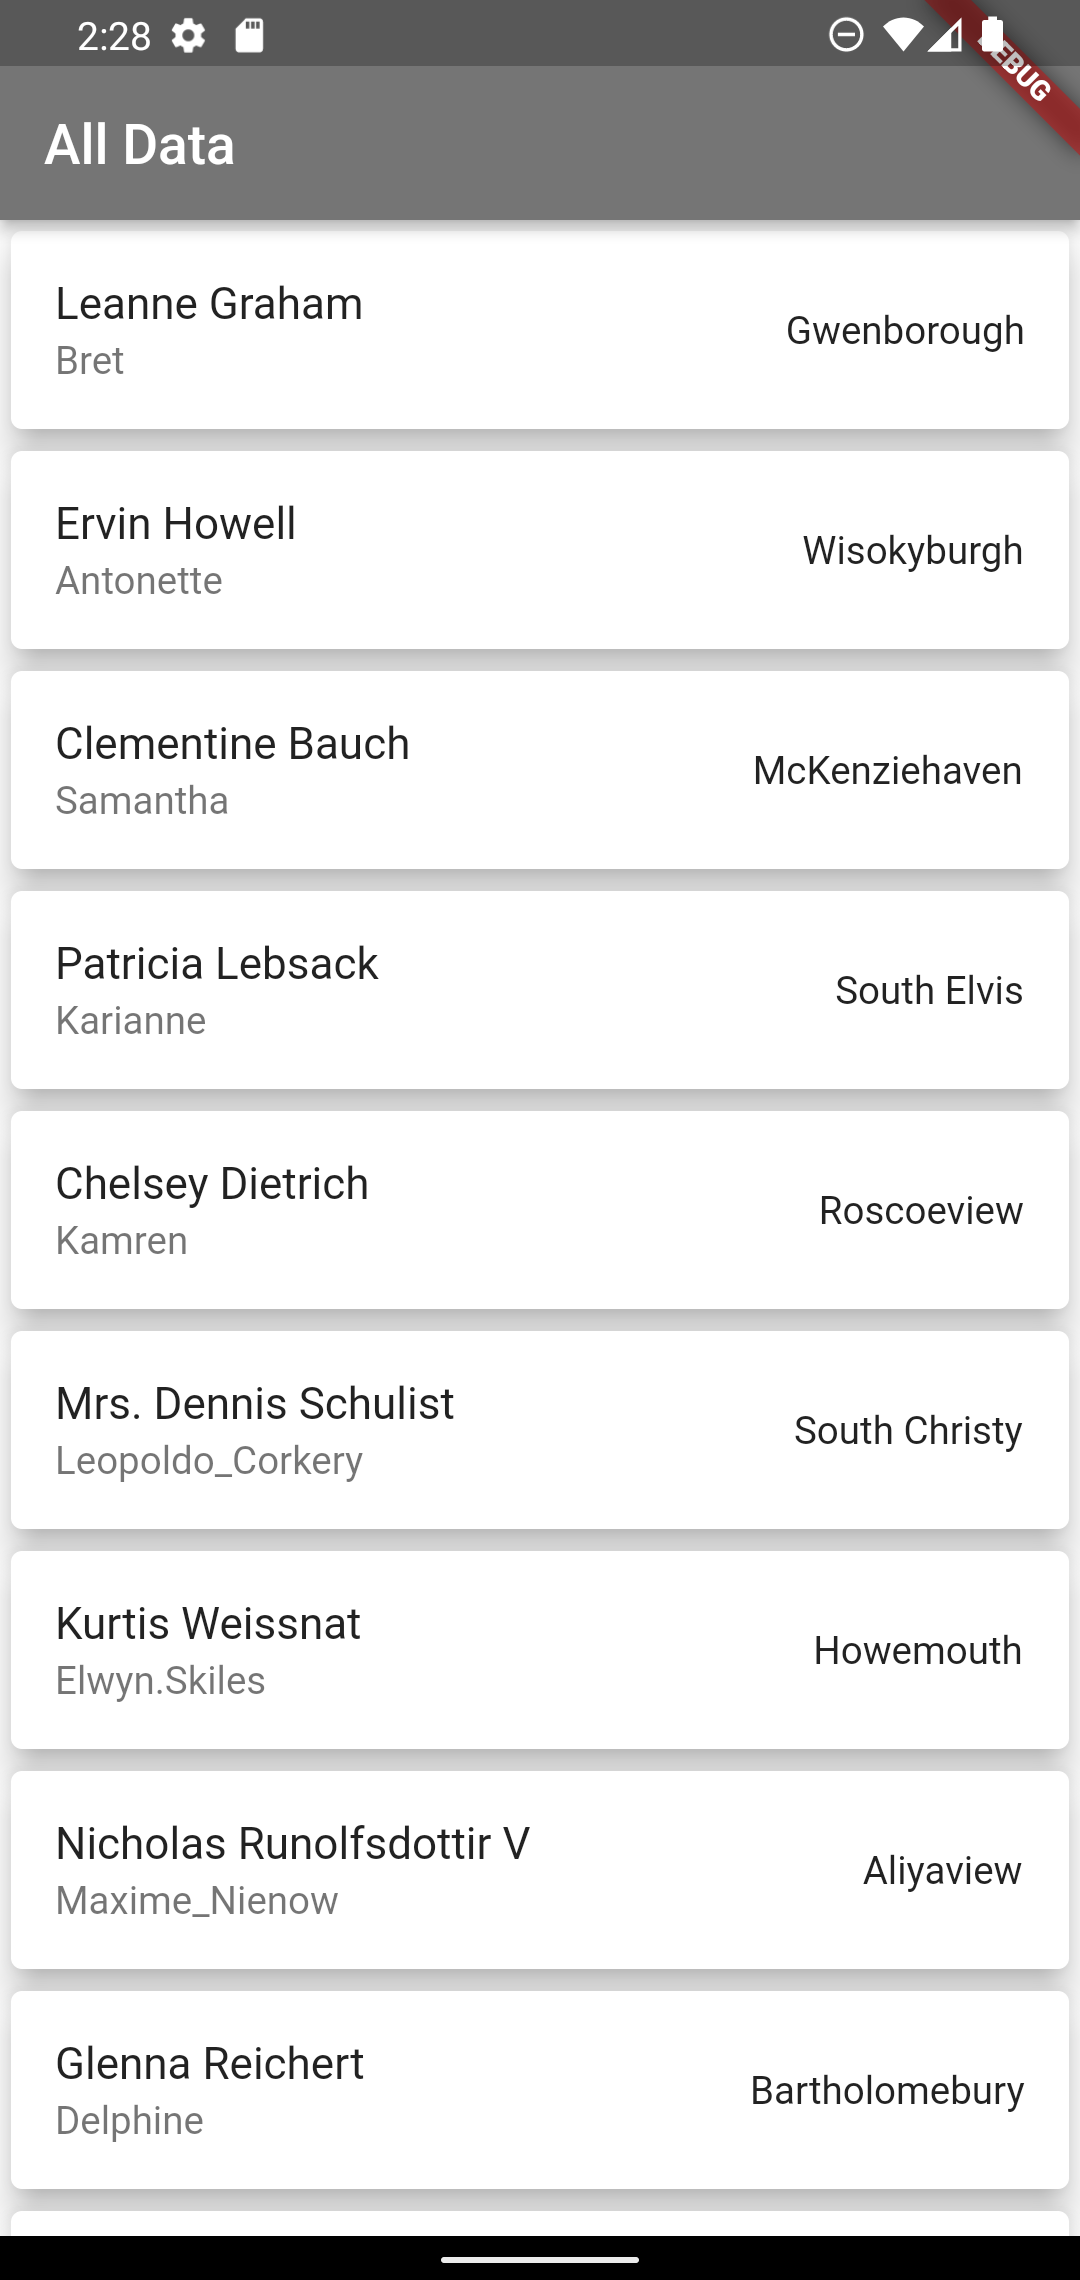 2:28
DEBUG
All Data
Leanne Graham
Bret
Gwenborough
Ervin Howell
Antonette
Wisokyburgh
Clementine Bauch
Samantha
McKenziehaven
Patricia Lebsack
Karianne
South Elvis
Chelsey Dietrich
Kamren
Roscoeview
Mrs. Dennis Schulist
Leopoldo_Corkery
South Christy
Kurtis Weissnat
Elwyn.Skiles
Howemouth
Nicholas Runolfsdottir V
Maxime_Nienow
Aliyaview
Glenna Reichert
Delphine
Bartholomebury